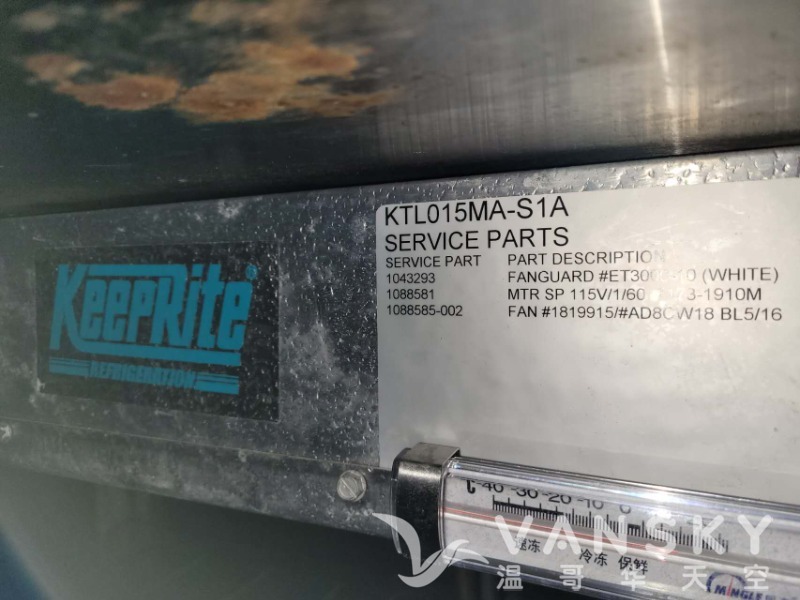 KeepRite®
REFRIGERATION
KTL015MA-S1A
SERVICE PARTS
SERVICE PART PART DESCRIPTION
1043293 FANGUARD (WHITE)
1088581 MTR SP 115V/1/60
1088585-002 FAN #1819915/#AD8CW18 BL5/16
℃ -40 -30 -20 -10 0
冷冻 保鲜
VANSKY
温哥华天空